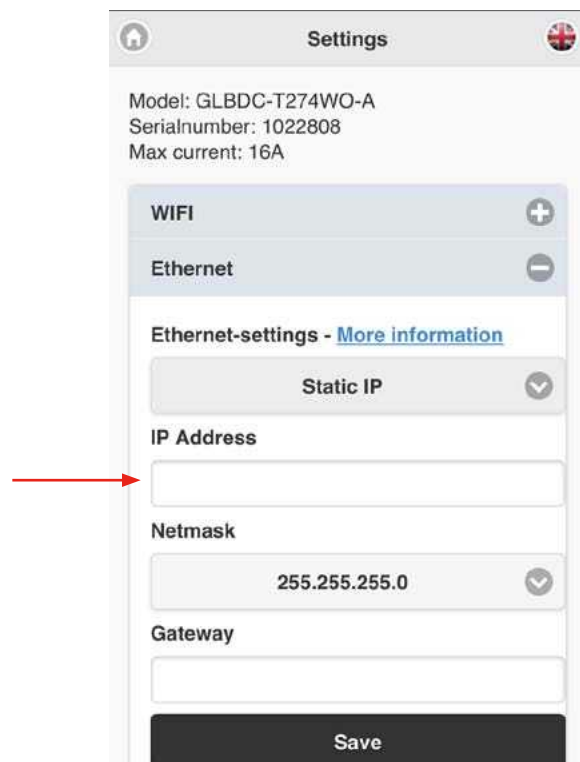 Settings
Model: GLBDC-T274WO-A
Serialnumber: 1022808
Max current: 16A
WIFI
Ethernet
Ethernet-settings - More information
Static IP
IP Address
Netmask
255.255.255.0
Gateway
Save